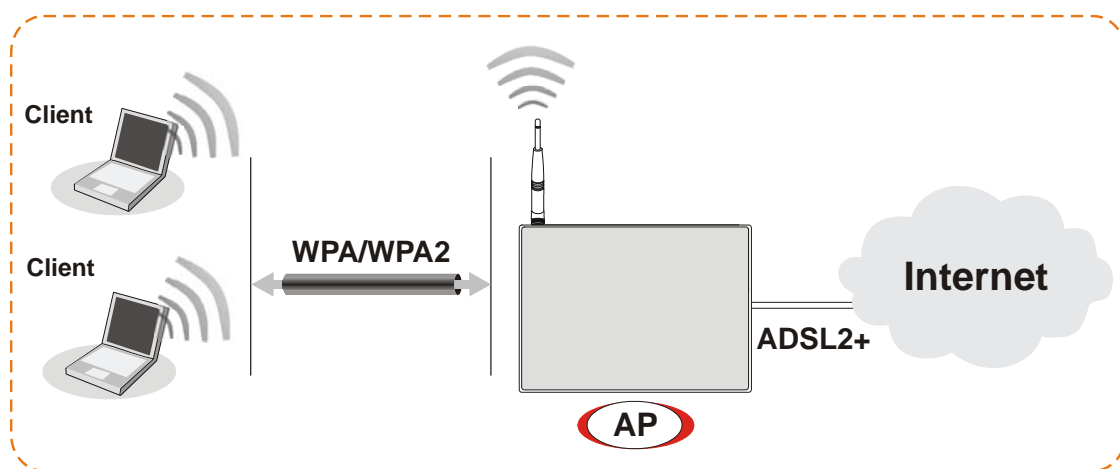 Client
WPA/WPA2
Client
Internet
ADSL2+
AP